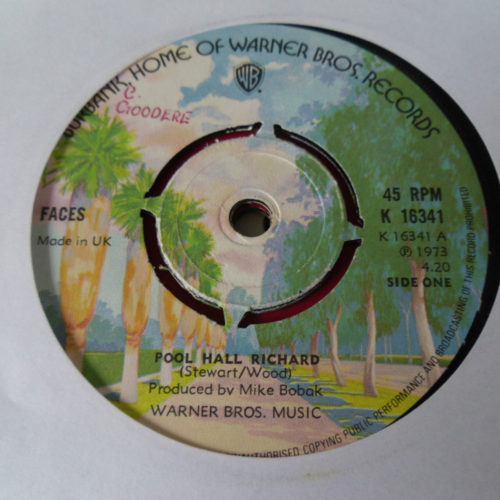 BURBANK, HOME OF WARNER BROS. RECORDS
WB
C.
GOODERE
FACES
Made in UK
45 RPM
K 16341
K 16341 A
℗ 1973
4.20
SIDE ONE
POOL HALL RICHARD
(Stewart/Wood)
Produced by Mike Bobak
WARNER BROS. MUSIC
COPYING PUBLIC PERFORMANCE AND BROADCASTING OF THIS RECORD PROHIBITED